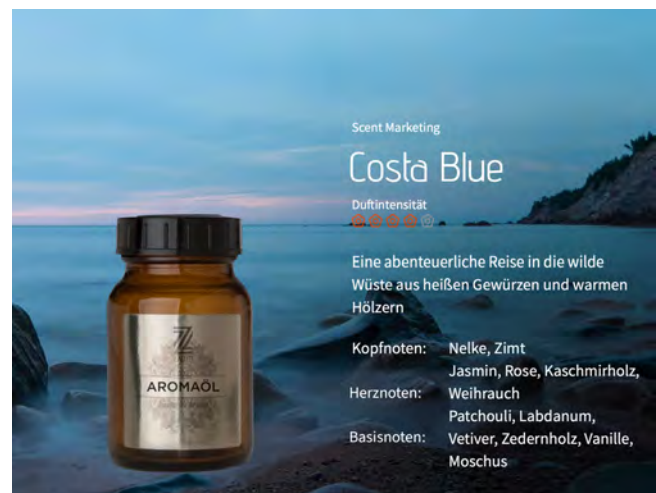 Scent Marketing
Costa Blue
Duftintensität
Eine abenteuerliche Reise in die wilde
Wüste aus heißen Gewürzen und warmen
Hölzern
Kopfnoten: Nelke, Zimt
Jasmin, Rose, Kaschmirholz,
Herznoten: Weihrauch
Patchouli, Labdanum,
Basisnoten: Vetiver, Zedernholz, Vanille,
Moschus
AROMAÖL